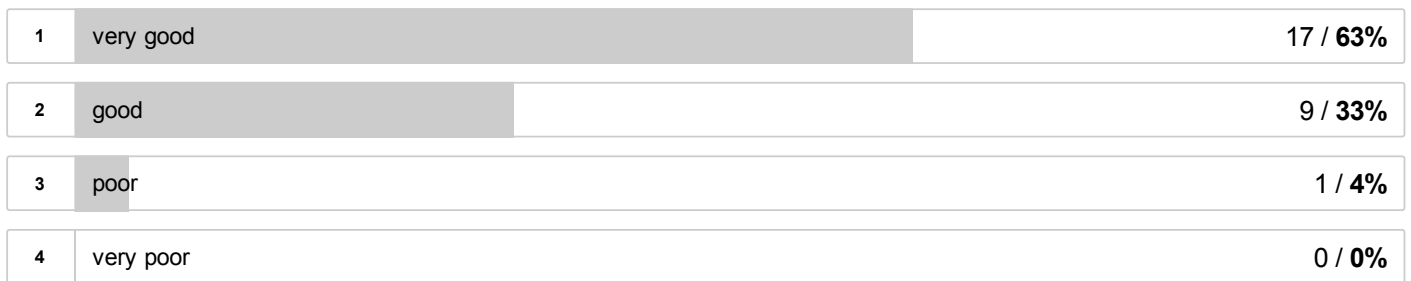 1 very good 17 / 63%
2 good 9 / 33%
3 poor 1 / 4%
4 very poor 0 / 0%